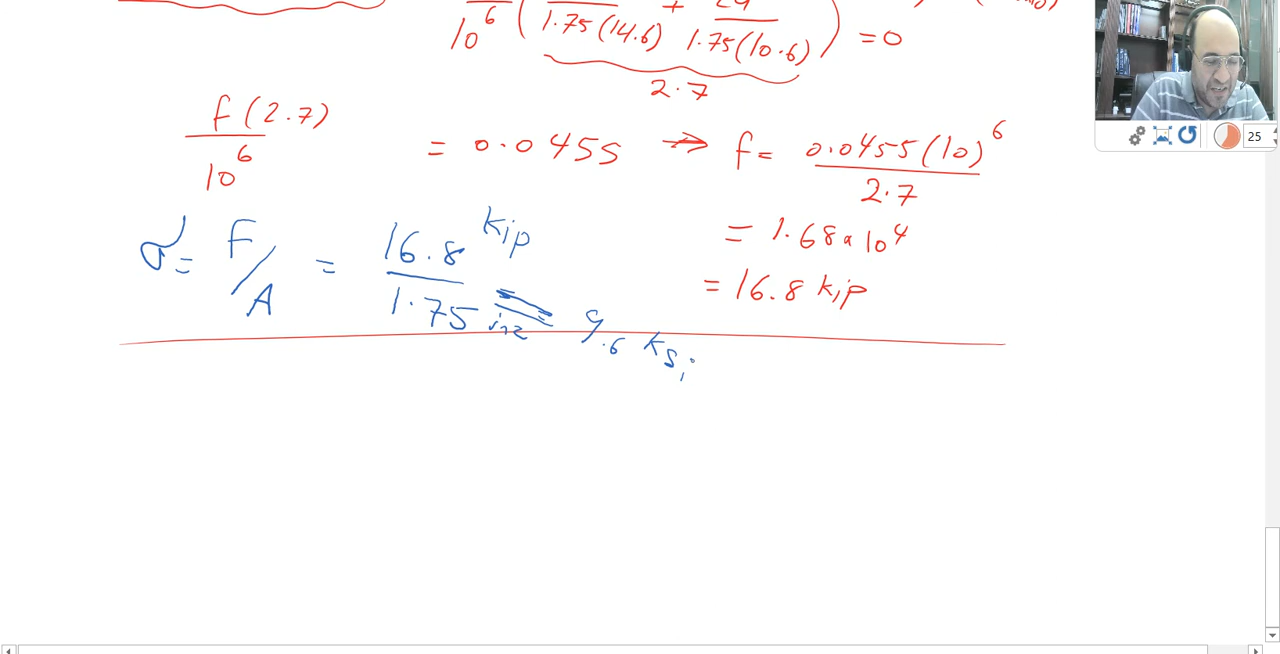 10^6 ( 1.75(14.6) + 1.75(10.6) ) = 0
2.7
f(2.7) / 10^6 = 0.0455 ⇒ f = 0.0455(10)^6 / 2.7
= 1.68 x 10^4
= 16.8 kip
σ = F/A = 16.8 kip / 1.75 in2 = 9.6 ksi
25